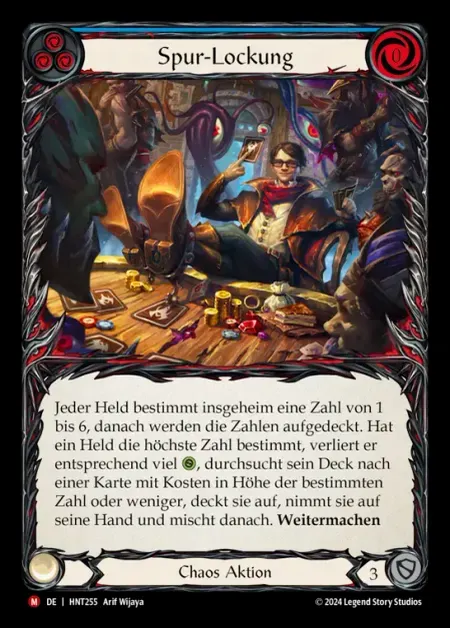 Spur-Lockung
0
Jeder Held bestimmt insgeheim eine Zahl von 1
bis 6, danach werden die Zahlen aufgedeckt. Hat
ein Held die höchste Zahl bestimmt, verliert er
entsprechend viel , durchsucht sein Deck nach
einer Karte mit Kosten in Höhe der bestimmten
Zahl oder weniger, deckt sie auf, nimmt sie auf
seine Hand und mischt danach. Weitermachen
Chaos Aktion
3
M DE | HNT255 Arif Wijaya
© 2024 Legend Story Studios